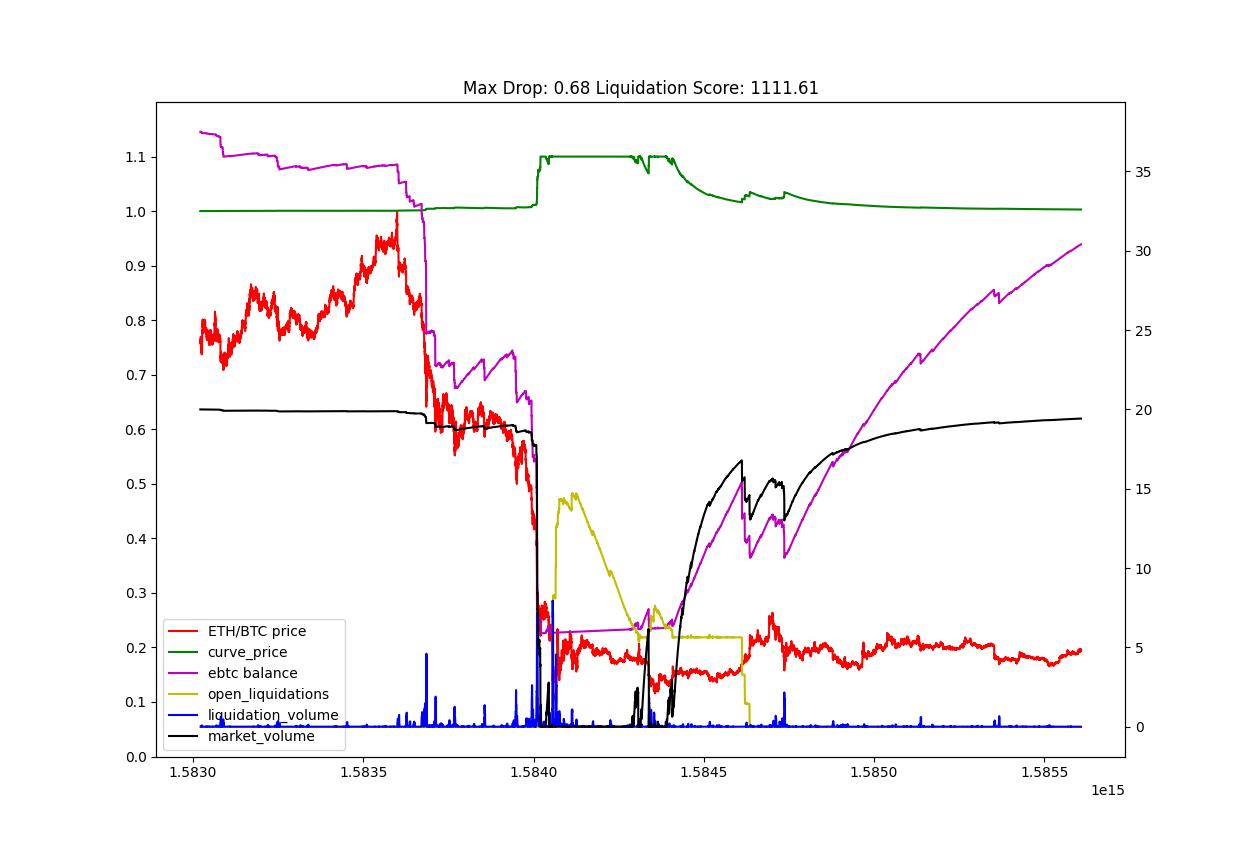 Max Drop: 0.68 Liquidation Score: 1111.61
1.1
1.0
0.9
0.8
0.7
0.6
0.5
0.4
0.3
0.2
0.1
0.0
35
30
25
20
15
10
5
0
ETH/BTC price
curve_price
ebtc balance
open_liquidations
liquidation_volume
market_volume
1.5830 1.5835 1.5840 1.5845 1.5850 1.5855
1e15